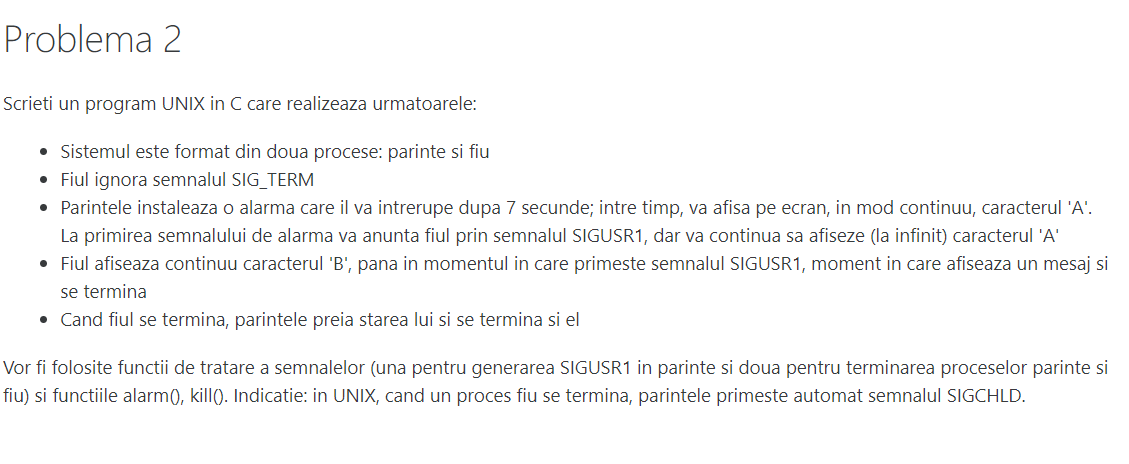 Problema 2
Scrieti un program UNIX in C care realizeaza urmatoarele:
• Sistemul este format din doua procese: parinte si fiu
• Fiul ignora semnalul SIG_TERM
• Parintele instaleaza o alarma care il va intrerupe dupa 7 secunde; intre timp, va afisa pe ecran, in mod continuu, caracterul 'A'.
La primirea semnalului de alarma va anunta fiul prin semnalul SIGUSR1, dar va continua sa afiseze (la infinit) caracterul 'A'
• Fiul afiseaza continuu caracterul 'B', pana in momentul in care primeste semnalul SIGUSR1, moment in care afiseaza un mesaj si
se termina
• Cand fiul se termina, parintele preia starea lui si se termina si el
Vor fi folosite functii de tratare a semnalelor (una pentru generarea SIGUSR1 in parinte si doua pentru terminarea proceselor parinte si
fiu) si functiile alarm(), kill(). Indicatie: in UNIX, cand un proces fiu se termina, parintele primeste automat semnalul SIGCHLD.